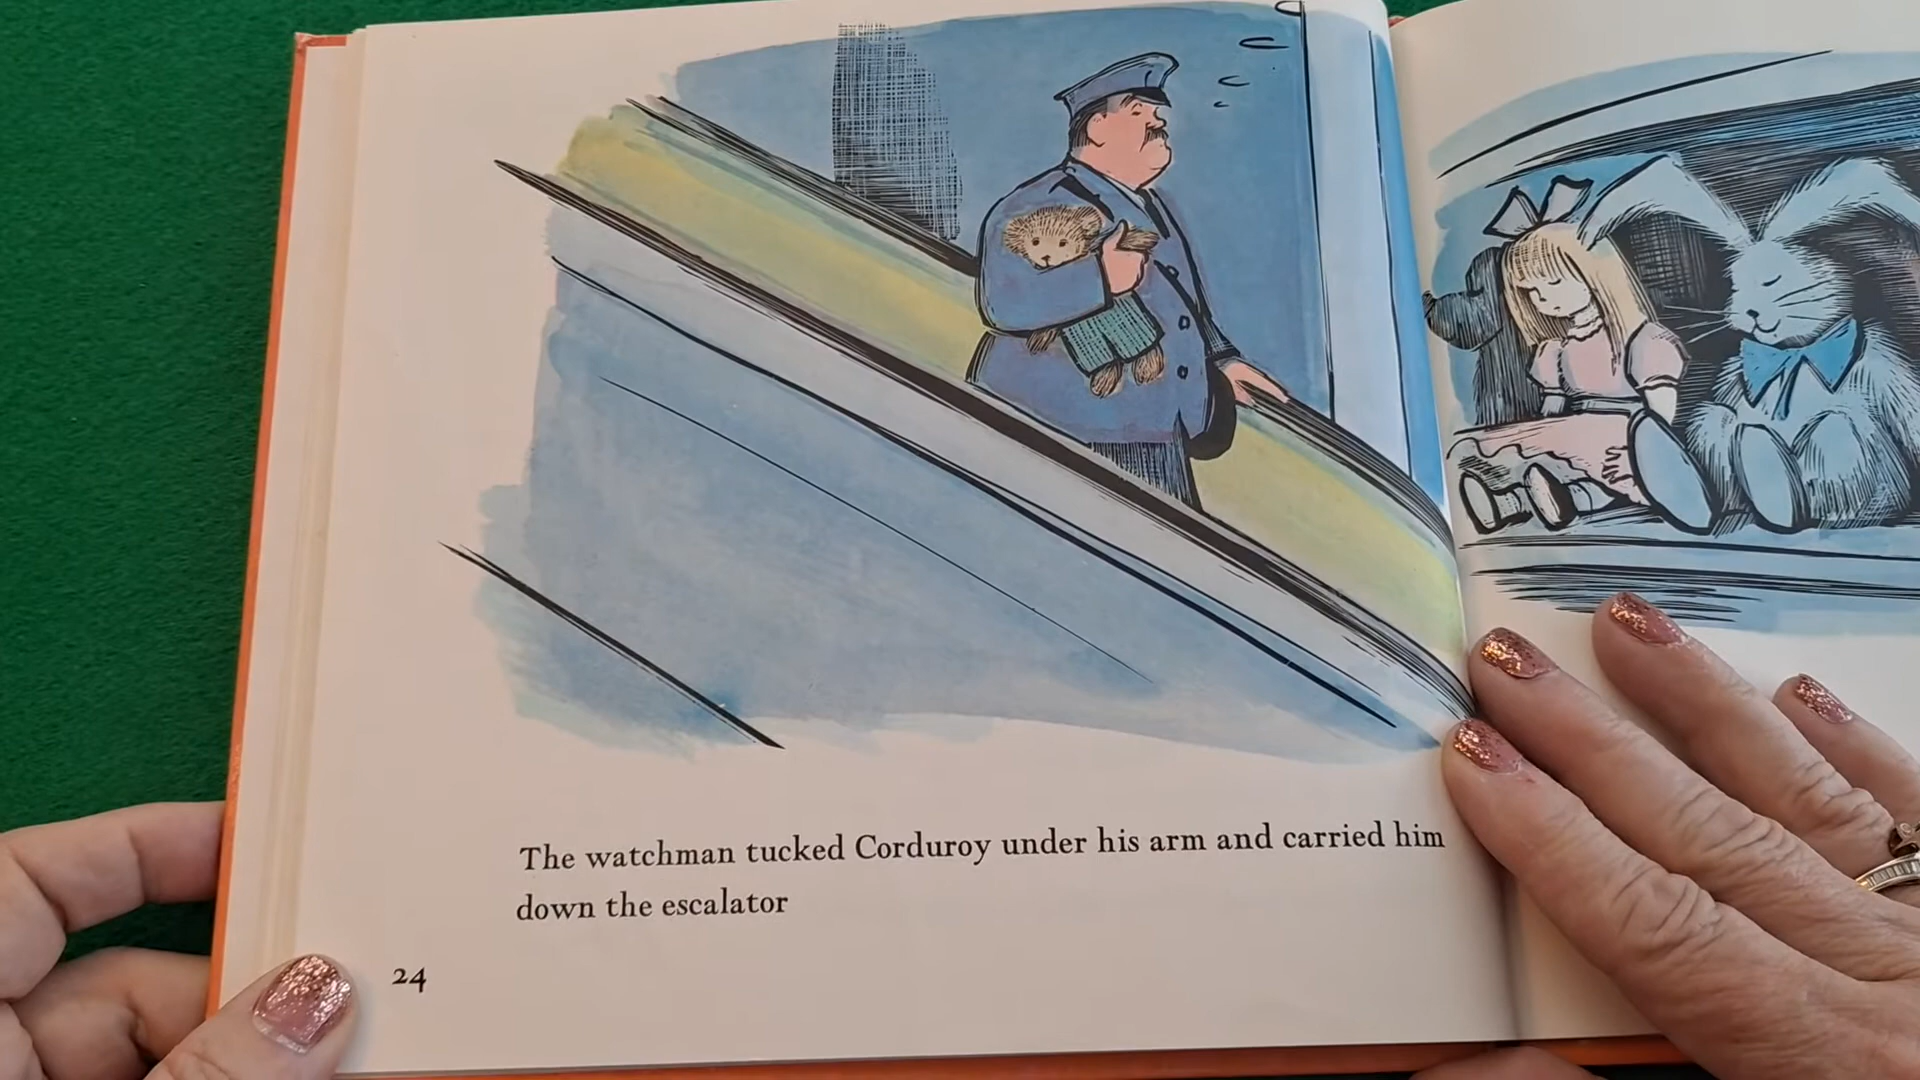 The watchman tucked Corduroy under his arm and carried him
down the escalator
24